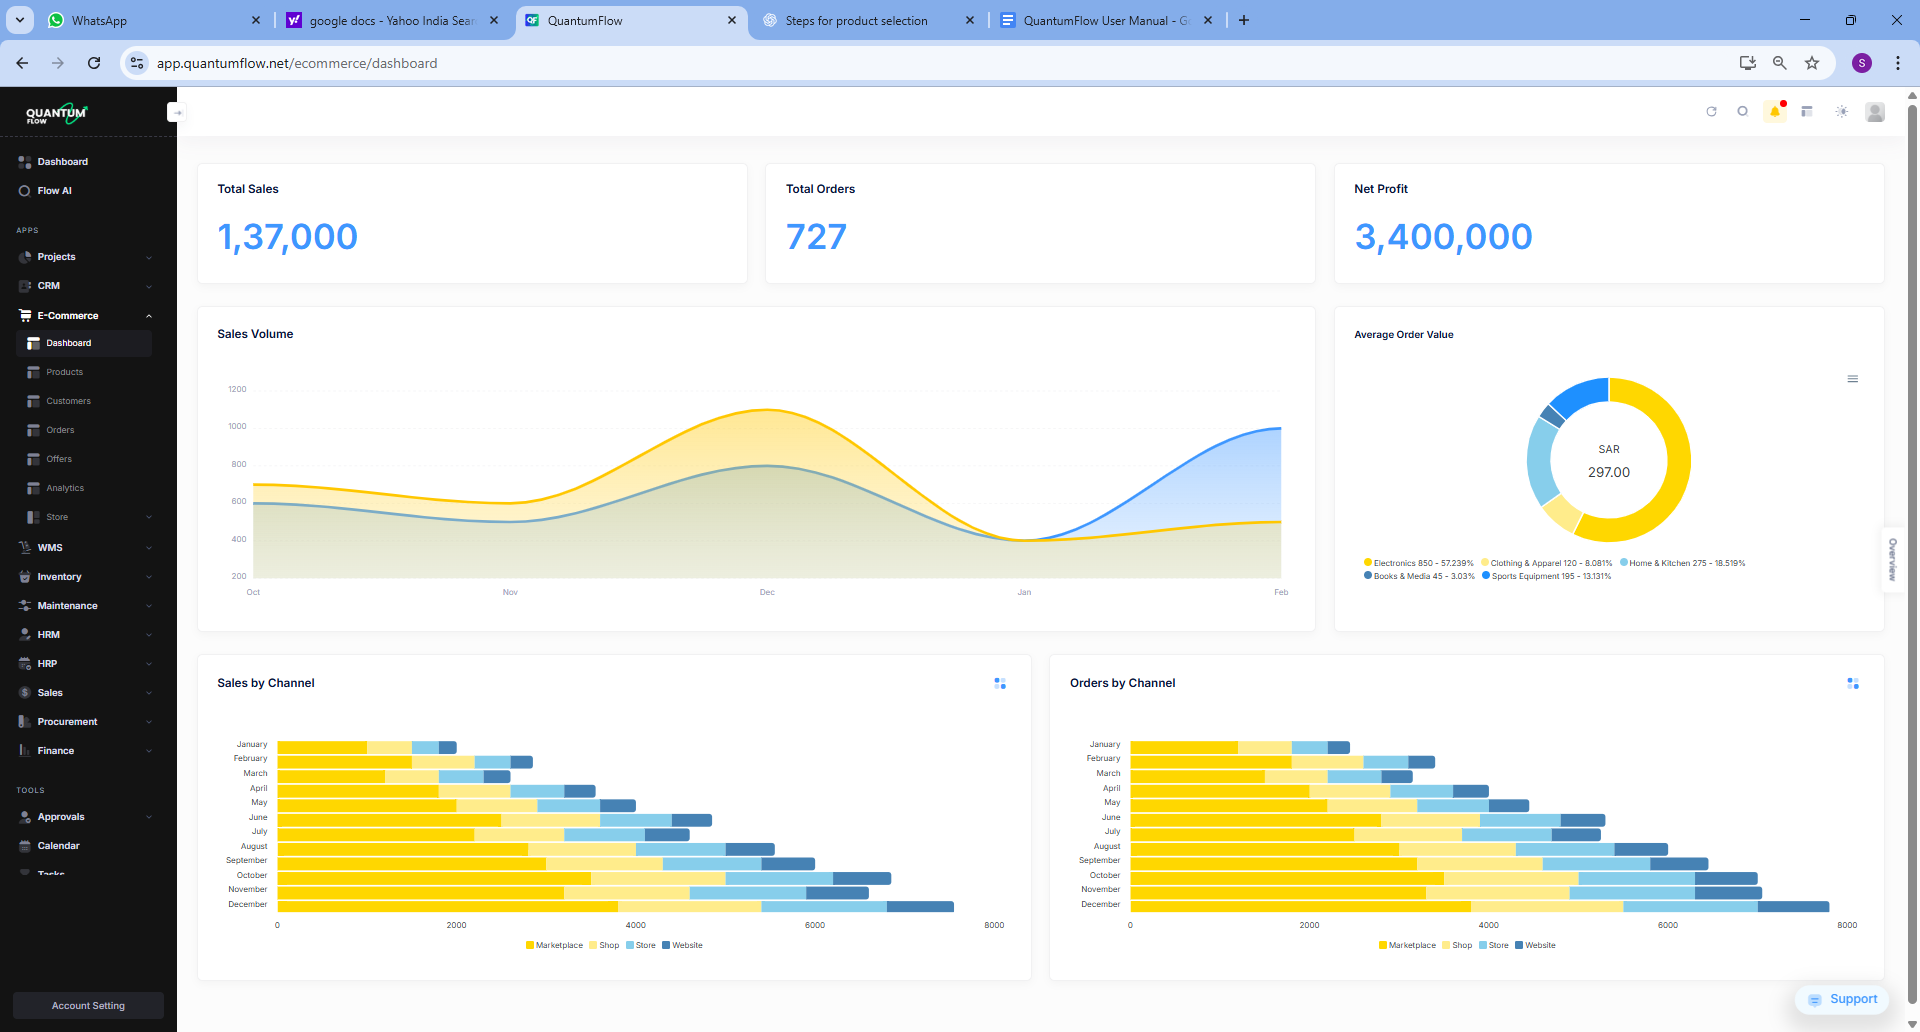 WhatsApp
google docs - Yahoo India Sear
QuantumFlow
Steps for product selection
QuantumFlow User Manual - Go
app.quantumflow.net/ecommerce/dashboard
S
QUANTUM
FLOW
Dashboard
Flow AI
APPS
Projects
CRM
E-Commerce
Dashboard
Products
Customers
Orders
Offers
Analytics
Store
WMS
Inventory
Maintenance
HRM
HRP
Sales
Procurement
Finance
TOOLS
Approvals
Calendar
Tasks
Account Setting
Total Sales
1,37,000
Total Orders
727
Net Profit
3,400,000
Sales Volume
1200
1000
800
600
400
200
Oct Nov Dec Jan Feb
Average Order Value
SAR
297.00
Electronics 850 - 57.239% Clothing & Apparel 120 - 8.081% Home & Kitchen 275 - 18.519%
Books & Media 45 - 3.03% Sports Equipment 195 - 13.131%
Overview
Sales by Channel
January
February
March
April
May
June
July
August
September
October
November
December
0 2000 4000 6000 8000
Marketplace Shop Store Website
Orders by Channel
January
February
March
April
May
June
July
August
September
October
November
December
0 2000 4000 6000 8000
Marketplace Shop Store Website
Support